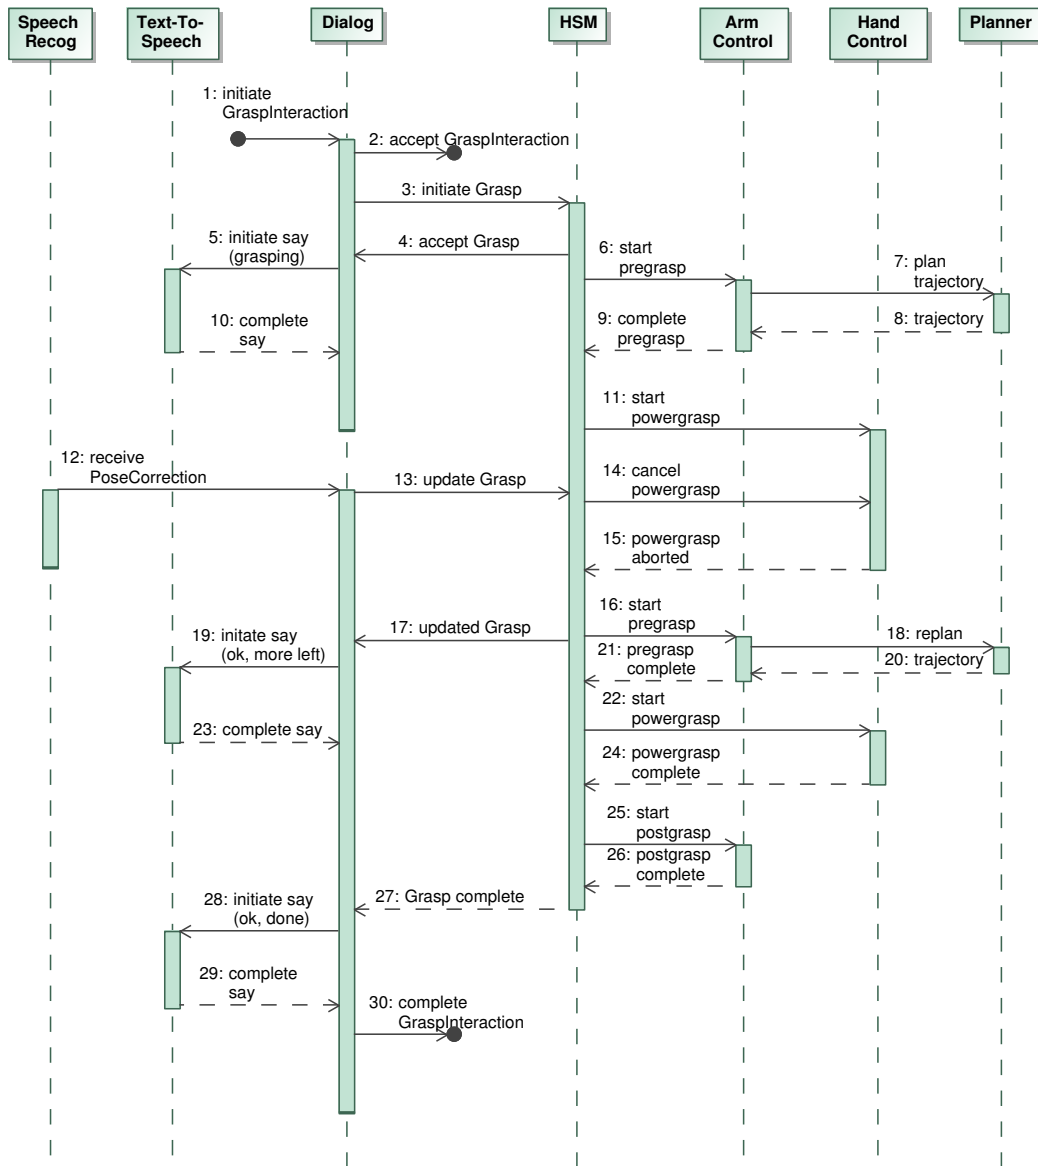 Speech
Recog
Text-To-
Speech
Dialog
HSM
Arm
Control
Hand
Control
Planner
1: initiate
GraspInteraction
2: accept GraspInteraction
3: initiate Grasp
4: accept Grasp
5: initiate say
(grasping)
6: start
pregrasp
7: plan
trajectory
8: trajectory
9: complete
pregrasp
10: complete
say
11: start
powergrasp
12: receive
PoseCorrection
13: update Grasp
14: cancel
powergrasp
15: powergrasp
aborted
16: start
pregrasp
17: updated Grasp
18: replan
19: initate say
(ok, more left)
20: trajectory
21: pregrasp
complete
22: start
powergrasp
23: complete say
24: powergrasp
complete
25: start
postgrasp
26: postgrasp
complete
27: Grasp complete
28: initiate say
(ok, done)
29: complete
say
30: complete
GraspInteraction